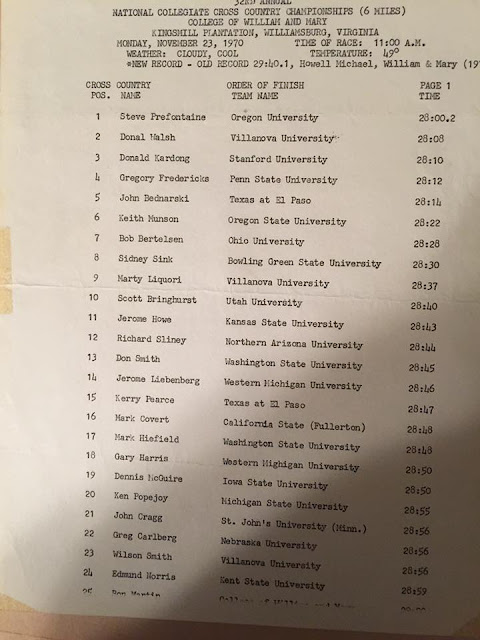 32ND ANNUAL
NATIONAL COLLEGIATE CROSS COUNTRY CHAMPIONSHIPS (6 MILES)
COLLEGE OF WILLIAM AND MARY
KINGSMILL PLANTATION, WILLIAMSBURG, VIRGINIA
MONDAY, NOVEMBER 23, 1970 TIME OF RACE: 11:00 A.M.
WEATHER: CLOUDY, COOL TEMPERATURE: 49°
*NEW RECORD - OLD RECORD 29:40.1, Howell Michael, William & Mary (19
CROSS COUNTRY ORDER OF FINISH PAGE 1
POS. NAME TEAM NAME TIME
1 Steve Prefontaine Oregon University 28:00.2
2 Donal Walsh Villanova University 28:08
3 Donald Kardong Stanford University 28:10
4 Gregory Fredericks Penn State University 28:12
5 John Bednarski Texas at El Paso 28:14
6 Keith Munson Oregon State University 28:22
7 Bob Bertelsen Ohio University 28:28
8 Sidney Sink Bowling Green State University 28:30
9 Marty Liquori Villanova University 28:37
10 Scott Bringhurst Utah University 28:40
11 Jerome Howe Kansas State University 28:43
12 Richard Sliney Northern Arizona University 28:44
13 Don Smith Washington State University 28:45
14 Jerome Liebenberg Western Michigan University 28:46
15 Kerry Pearce Texas at El Paso 28:47
16 Mark Covert California State (Fullerton) 28:48
17 Mark Hiefield Washington State University 28:48
18 Gary Harris Western Mighigan University 28:50
19 Dennis McGuire Iowa State University 28:50
20 Ken Popejoy Michigan State University 28:55
21 John Cragg St. John's University (Minn.) 28:56
22 Greg Carlberg Nebraska University 28:56
23 Wilson Smith Villanova University 28:56
24 Edmund Norris Kent State University 28:59
25 Ron Martin